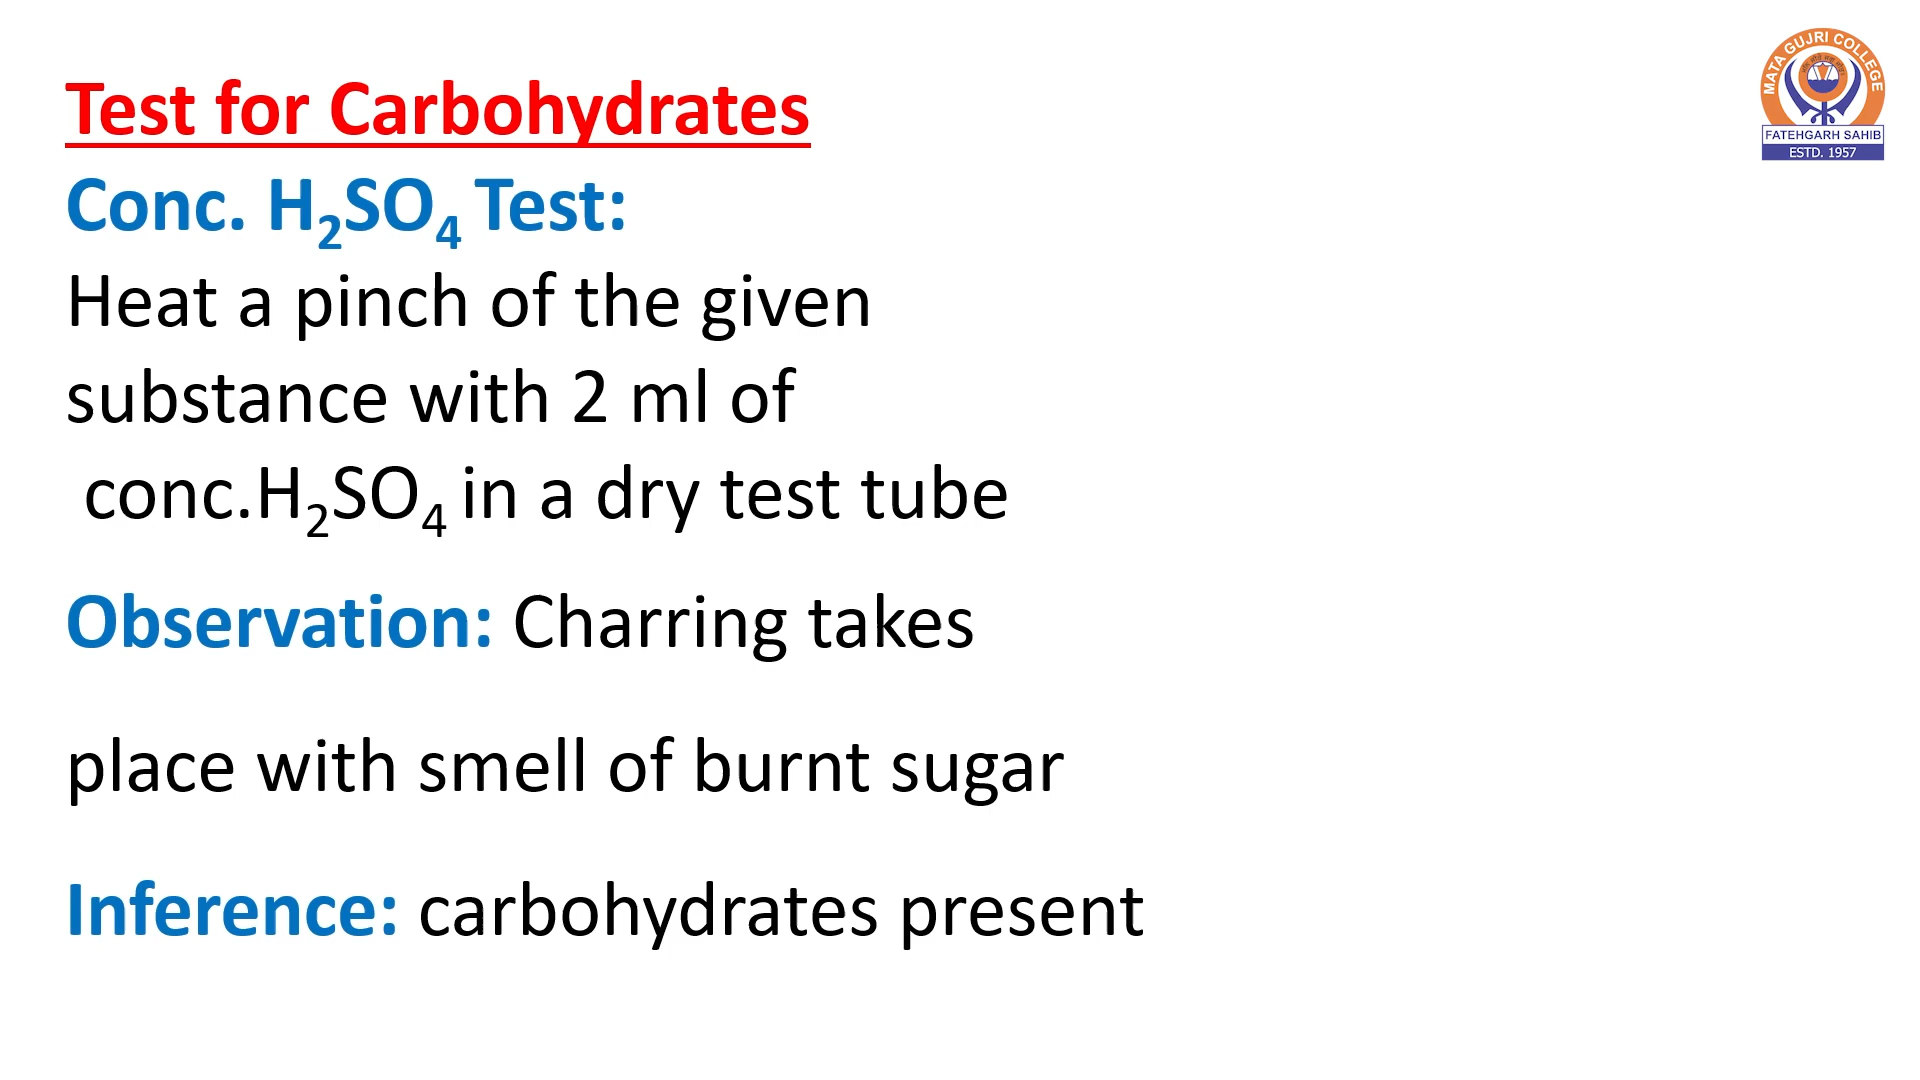 Test for Carbohydrates
Conc. H₂SO₄ Test:
Heat a pinch of the given
substance with 2 ml of
conc.H₂SO₄ in a dry test tube
Observation: Charring takes
place with smell of burnt sugar
Inference: carbohydrates present
MATA GUJRI COLLEGE
FATEHGARH SAHIB
ESTD. 1957